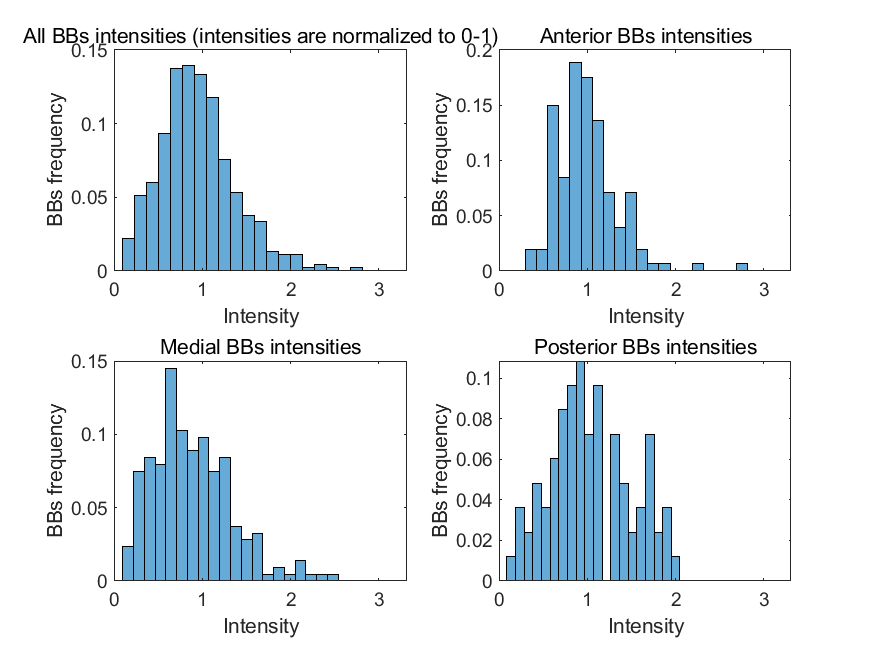 All BBs intensities (intensities are normalized to 0-1)
0.15
0.1
0.05
0
BBs frequency
0 1 2 3
Intensity
Anterior BBs intensities
0.2
0.15
0.1
0.05
0
BBs frequency
0 1 2 3
Intensity
Medial BBs intensities
0.15
0.1
0.05
0
BBs frequency
0 1 2 3
Intensity
Posterior BBs intensities
0.1
0.08
0.06
0.04
0.02
0
BBs frequency
0 1 2 3
Intensity